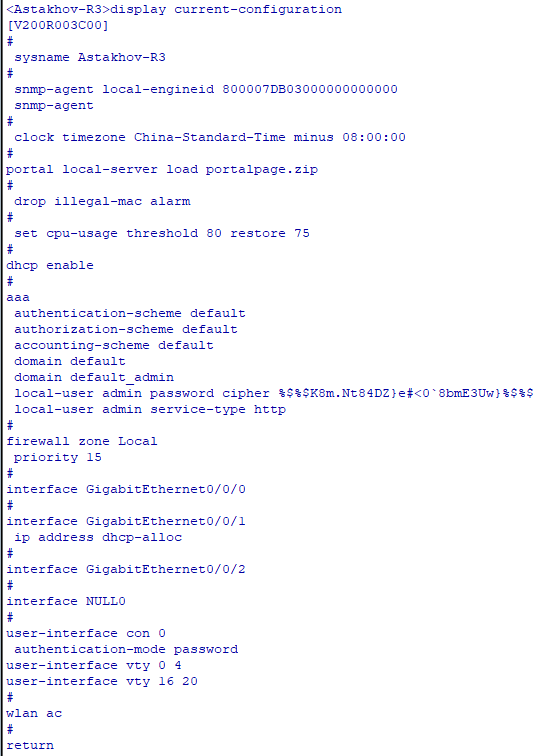 <Astakhov-R3>display current-configuration
[V200R003C00]
#
 sysname Astakhov-R3
#
 snmp-agent local-engineid 800007DB03000000000000
 snmp-agent
#
 clock timezone China-Standard-Time minus 08:00:00
#
portal local-server load portalpage.zip
#
 drop illegal-mac alarm
#
 set cpu-usage threshold 80 restore 75
#
dhcp enable
#
aaa
 authentication-scheme default
 authorization-scheme default
 accounting-scheme default
 domain default
 domain default_admin
 local-user admin password cipher %$%$K8m.Nt84DZ}e#<0`8bmE3Uw}%$%$
 local-user admin service-type http
#
firewall zone Local
 priority 15
#
interface GigabitEthernet0/0/0
#
interface GigabitEthernet0/0/1
 ip address dhcp-alloc
#
interface GigabitEthernet0/0/2
#
interface NULL0
#
user-interface con 0
 authentication-mode password
user-interface vty 0 4
user-interface vty 16 20
#
wlan ac
#
return